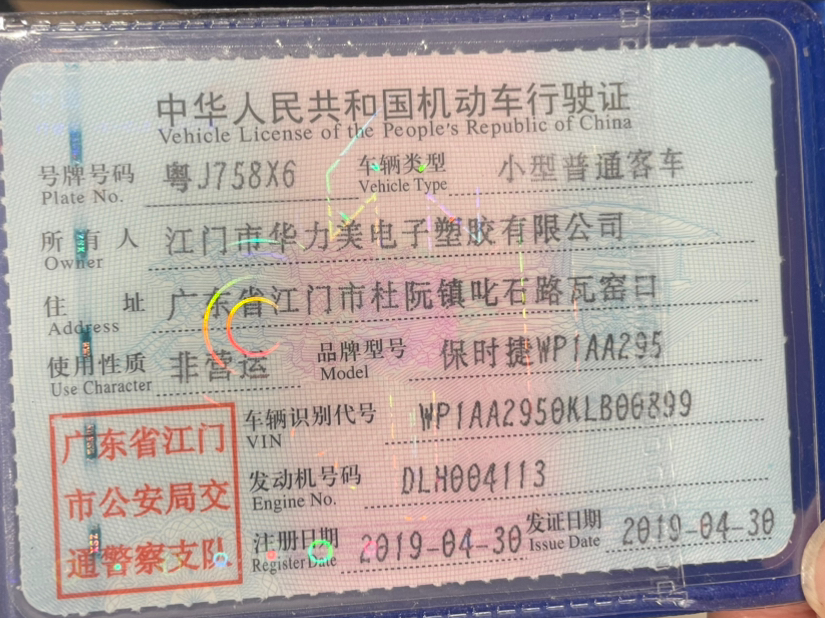 中华人民共和国机动车行驶证
Vehicle License of the People's Republic of China
号牌号码 粤J758X6 车辆类型 小型普通客车
Plate No. Vehicle Type
所有人 江门市华力美电子塑胶有限公司
Owner
住址 广东省江门市杜阮镇叱石路瓦窑口
Address
使用性质 非营运 品牌型号 保时捷WP1AA295
Use Character Model
车辆识别代号 WP1AA2950KLB00899
VIN
发动机号码 DLH004113
Engine No.
注册日期 2019-04-30 发证日期 2019-04-30
Register Date Issue Date
广东省江门
市公安局交
通警察支队